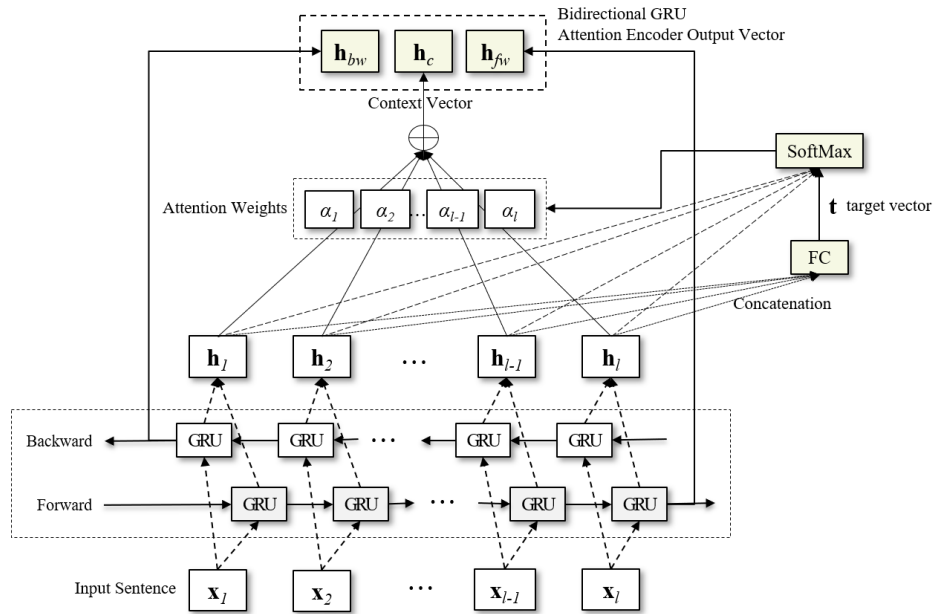 Bidirectional GRU
Attention Encoder Output Vector
h_bw h_c h_fw
Context Vector
SoftMax
Attention Weights
α_1 α_2 ... α_l-1 α_l
t target vector
FC
Concatenation
h_1 h_2 ... h_l-1 h_l
Backward GRU GRU ... GRU GRU
Forward GRU GRU ... GRU GRU
Input Sentence x_1 x_2 ... x_l-1 x_l